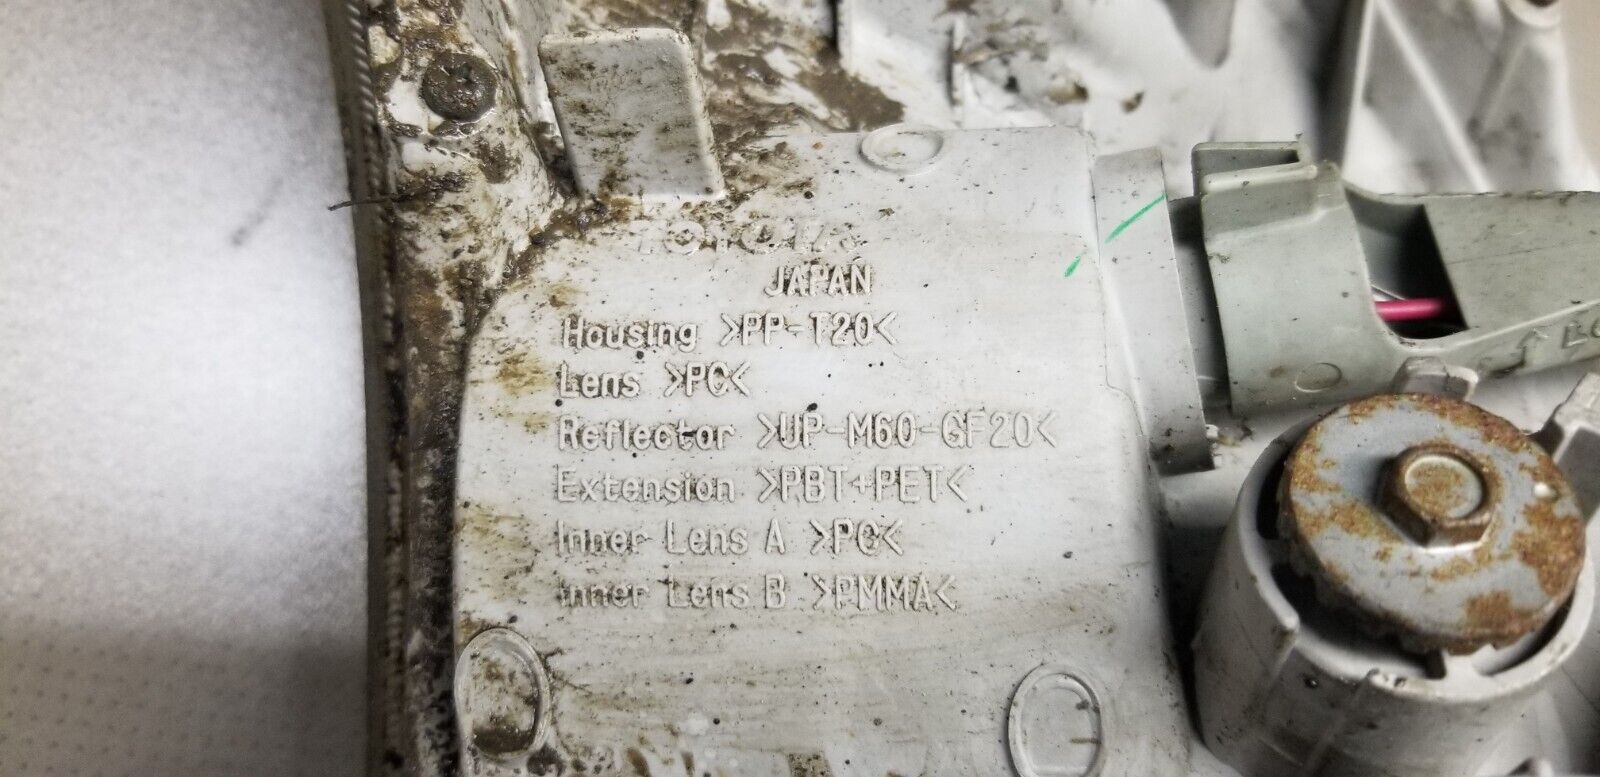 TOYOTA
JAPAN
Housing >PP-T20<
Lens >PC<
Reflector >UP-M60-GF20<
Extension >PBT+PET<
Inner Lens A >PC<
Inner Lens B >PMMA<